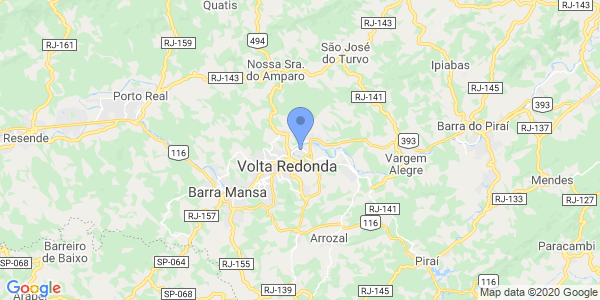 Quatis
RJ-143
RJ-159
494
RJ-161
São José
do Turvo
RJ-143
Ipiabas
Nossa Sra.
do Amparo
RJ-143
RJ-145
RJ-141
Porto Real
393
Barra do Piraí
RJ-137
Resende
393
116
Vargem
Alegre
Volta Redonda
Mendes
Barra Mansa
RJ-133
RJ-127
RJ-141
RJ-157
116
Arrozal
Barreiro
de Baixo
Paracambi
SP-068
SP-064
RJ-155
Piraí
116
Google
Arapeí
SP-068
RJ-139
RJ-145
Map data ©2020 Google